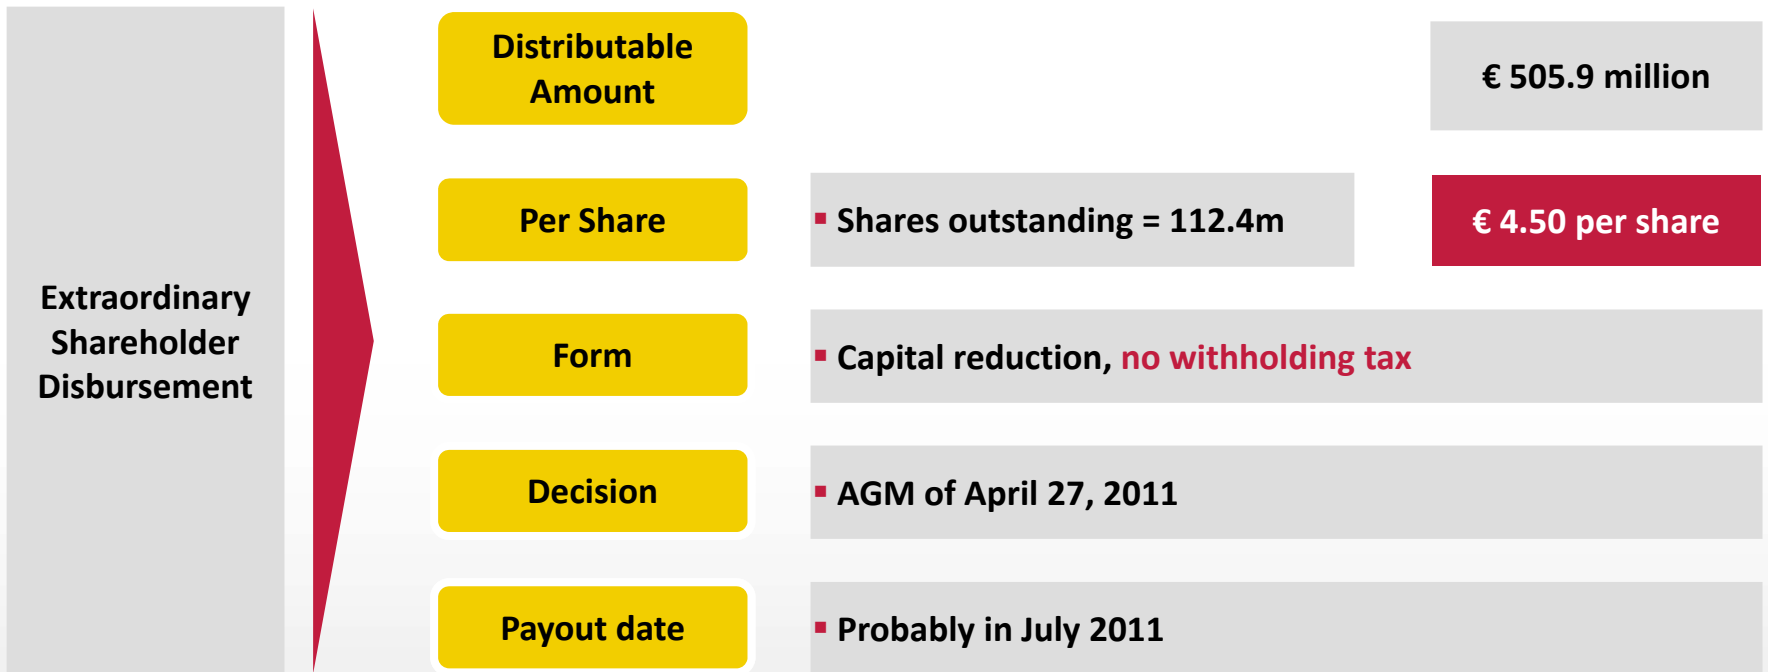 Extraordinary
Shareholder
Disbursement
Distributable
Amount
€ 505.9 million
Per Share
▪ Shares outstanding = 112.4m
€ 4.50 per share
Form
▪ Capital reduction, no withholding tax
Decision
▪ AGM of April 27, 2011
Payout date
▪ Probably in July 2011